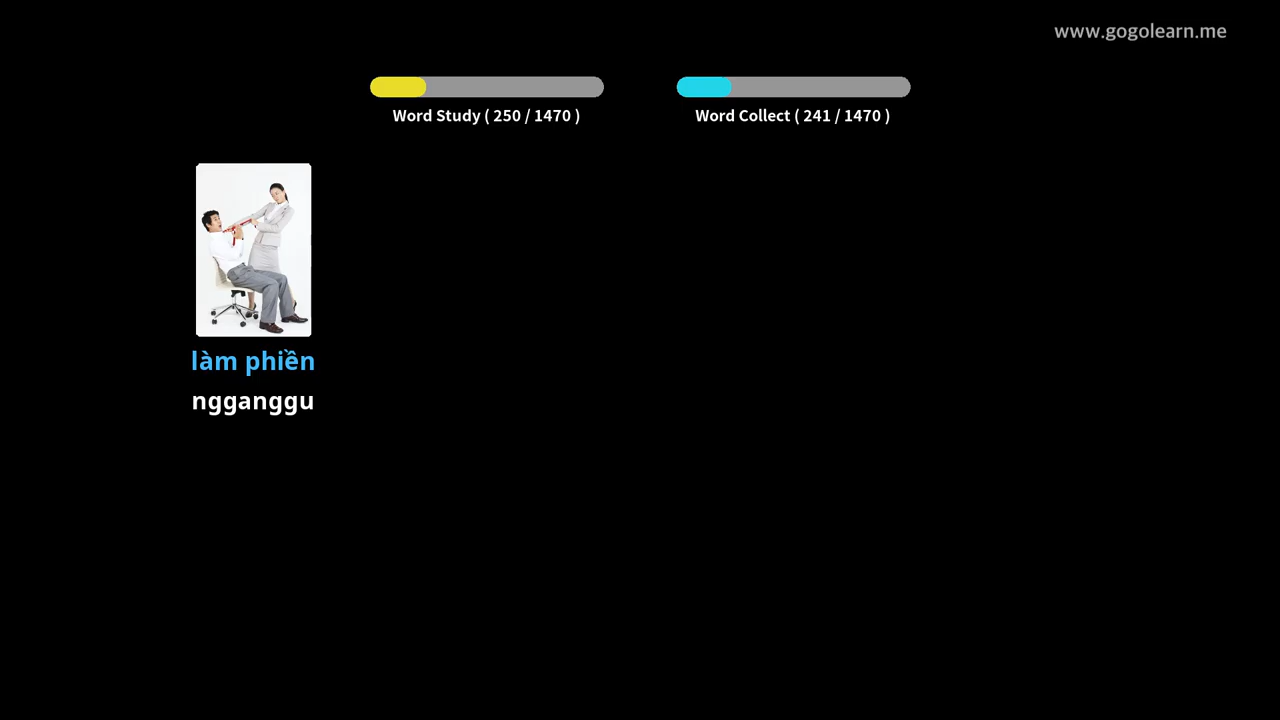 www.gogolearn.me
Word Study ( 250 / 1470 )
Word Collect ( 241 / 1470 )
làm phiền
ngganggu